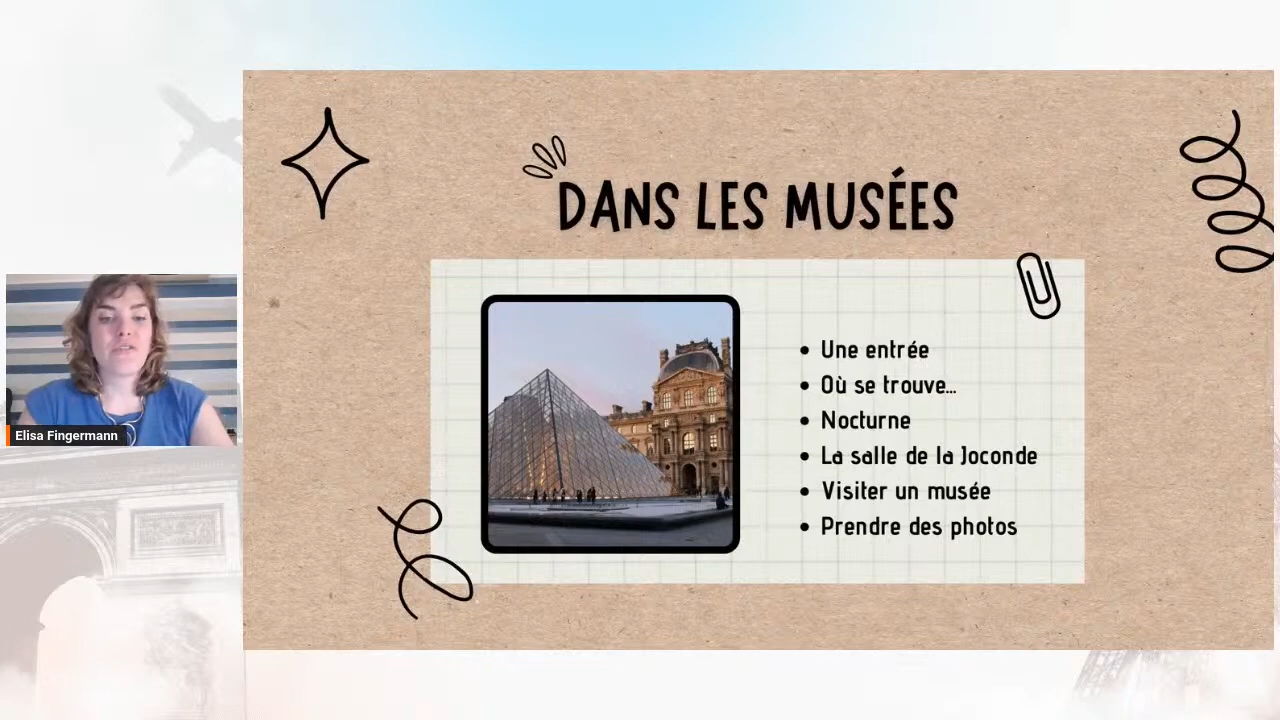 DANS LES MUSÉES
Elisa Fingermann
• Une entrée
• Où se trouve...
• Nocturne
• La salle de la Joconde
• Visiter un musée
• Prendre des photos